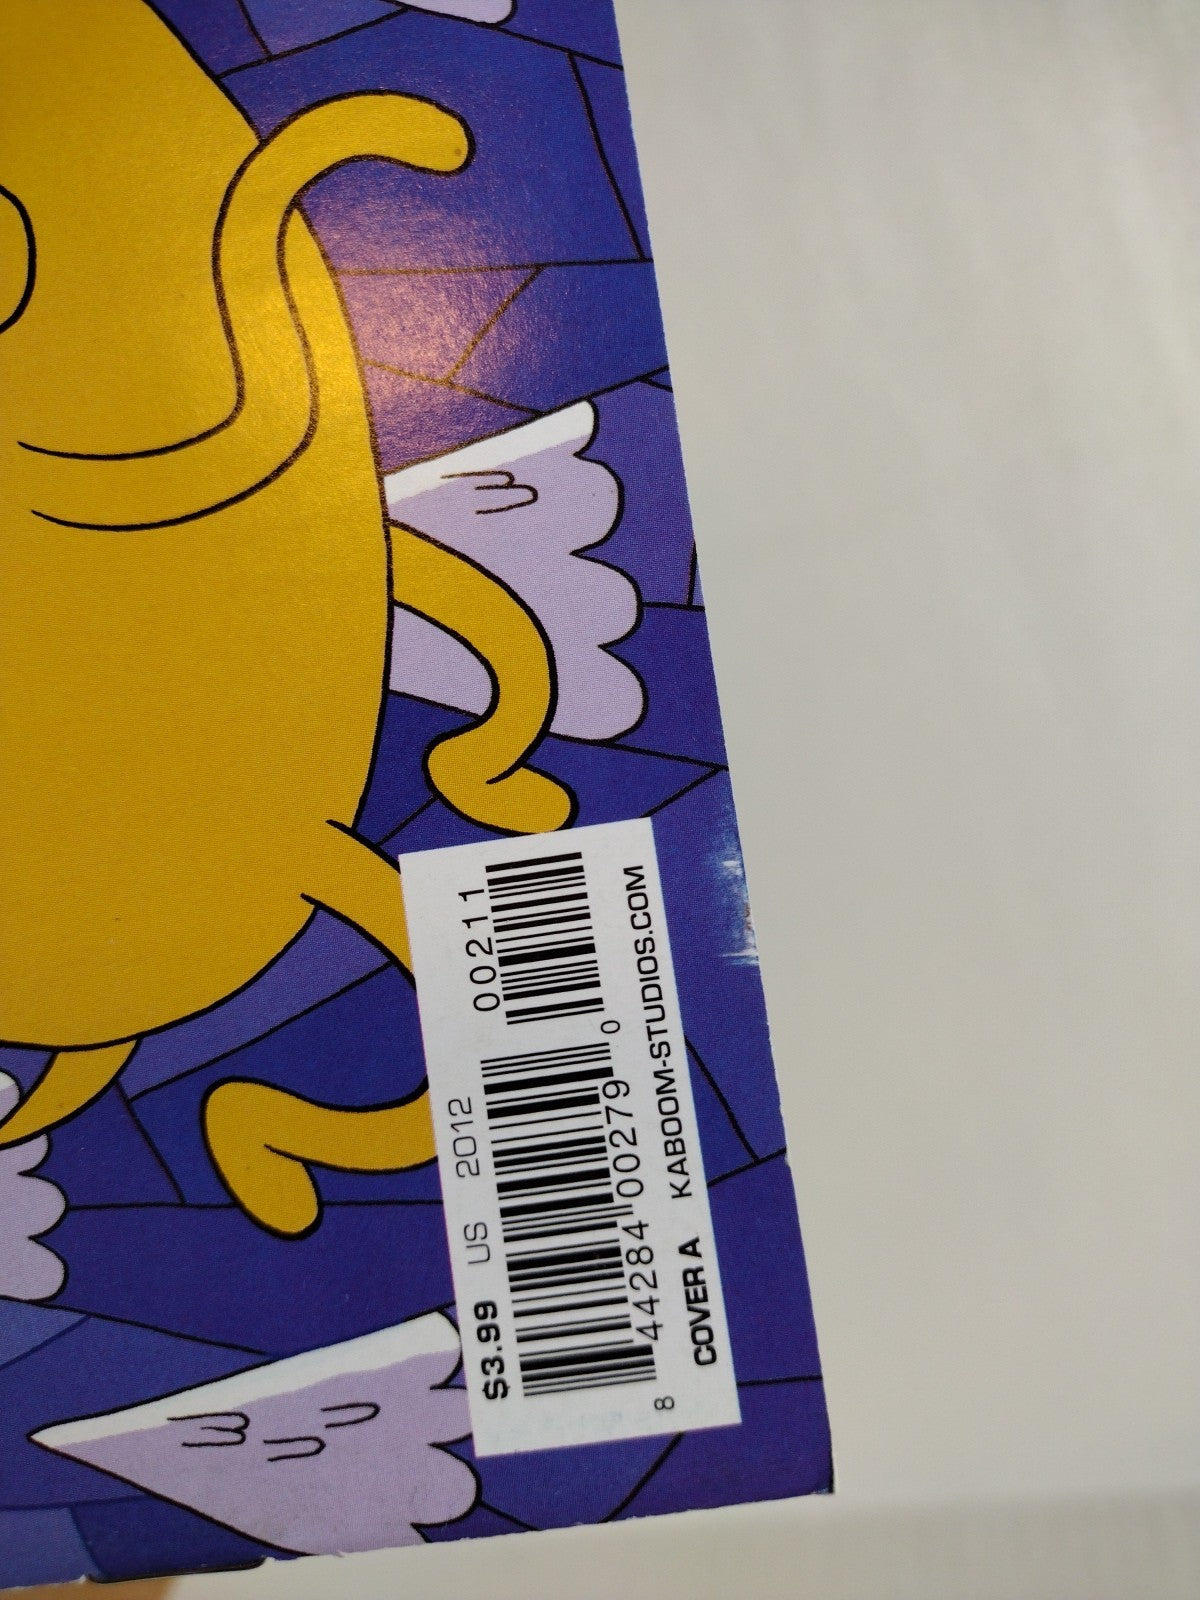 $3.99 US 2012 00211
8 44284 00279 0
COVER A KABOOM-STUDIOS.COM